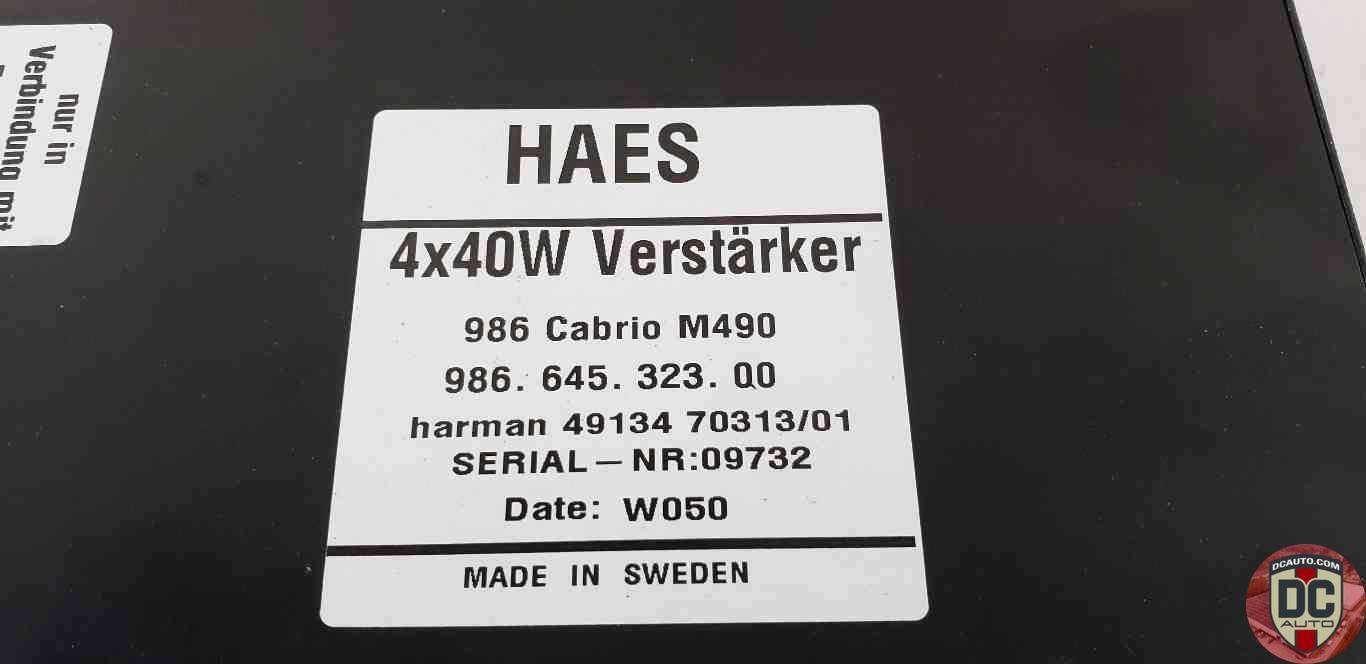 nur in
Verbindung mit
HAES
4x40W Verstärker
986 Cabrio M490
986. 645. 323. 00
harman 49134 70313/01
SERIAL – NR:09732
Date: W050
MADE IN SWEDEN
DCAUTO.COM
DC
AUTO